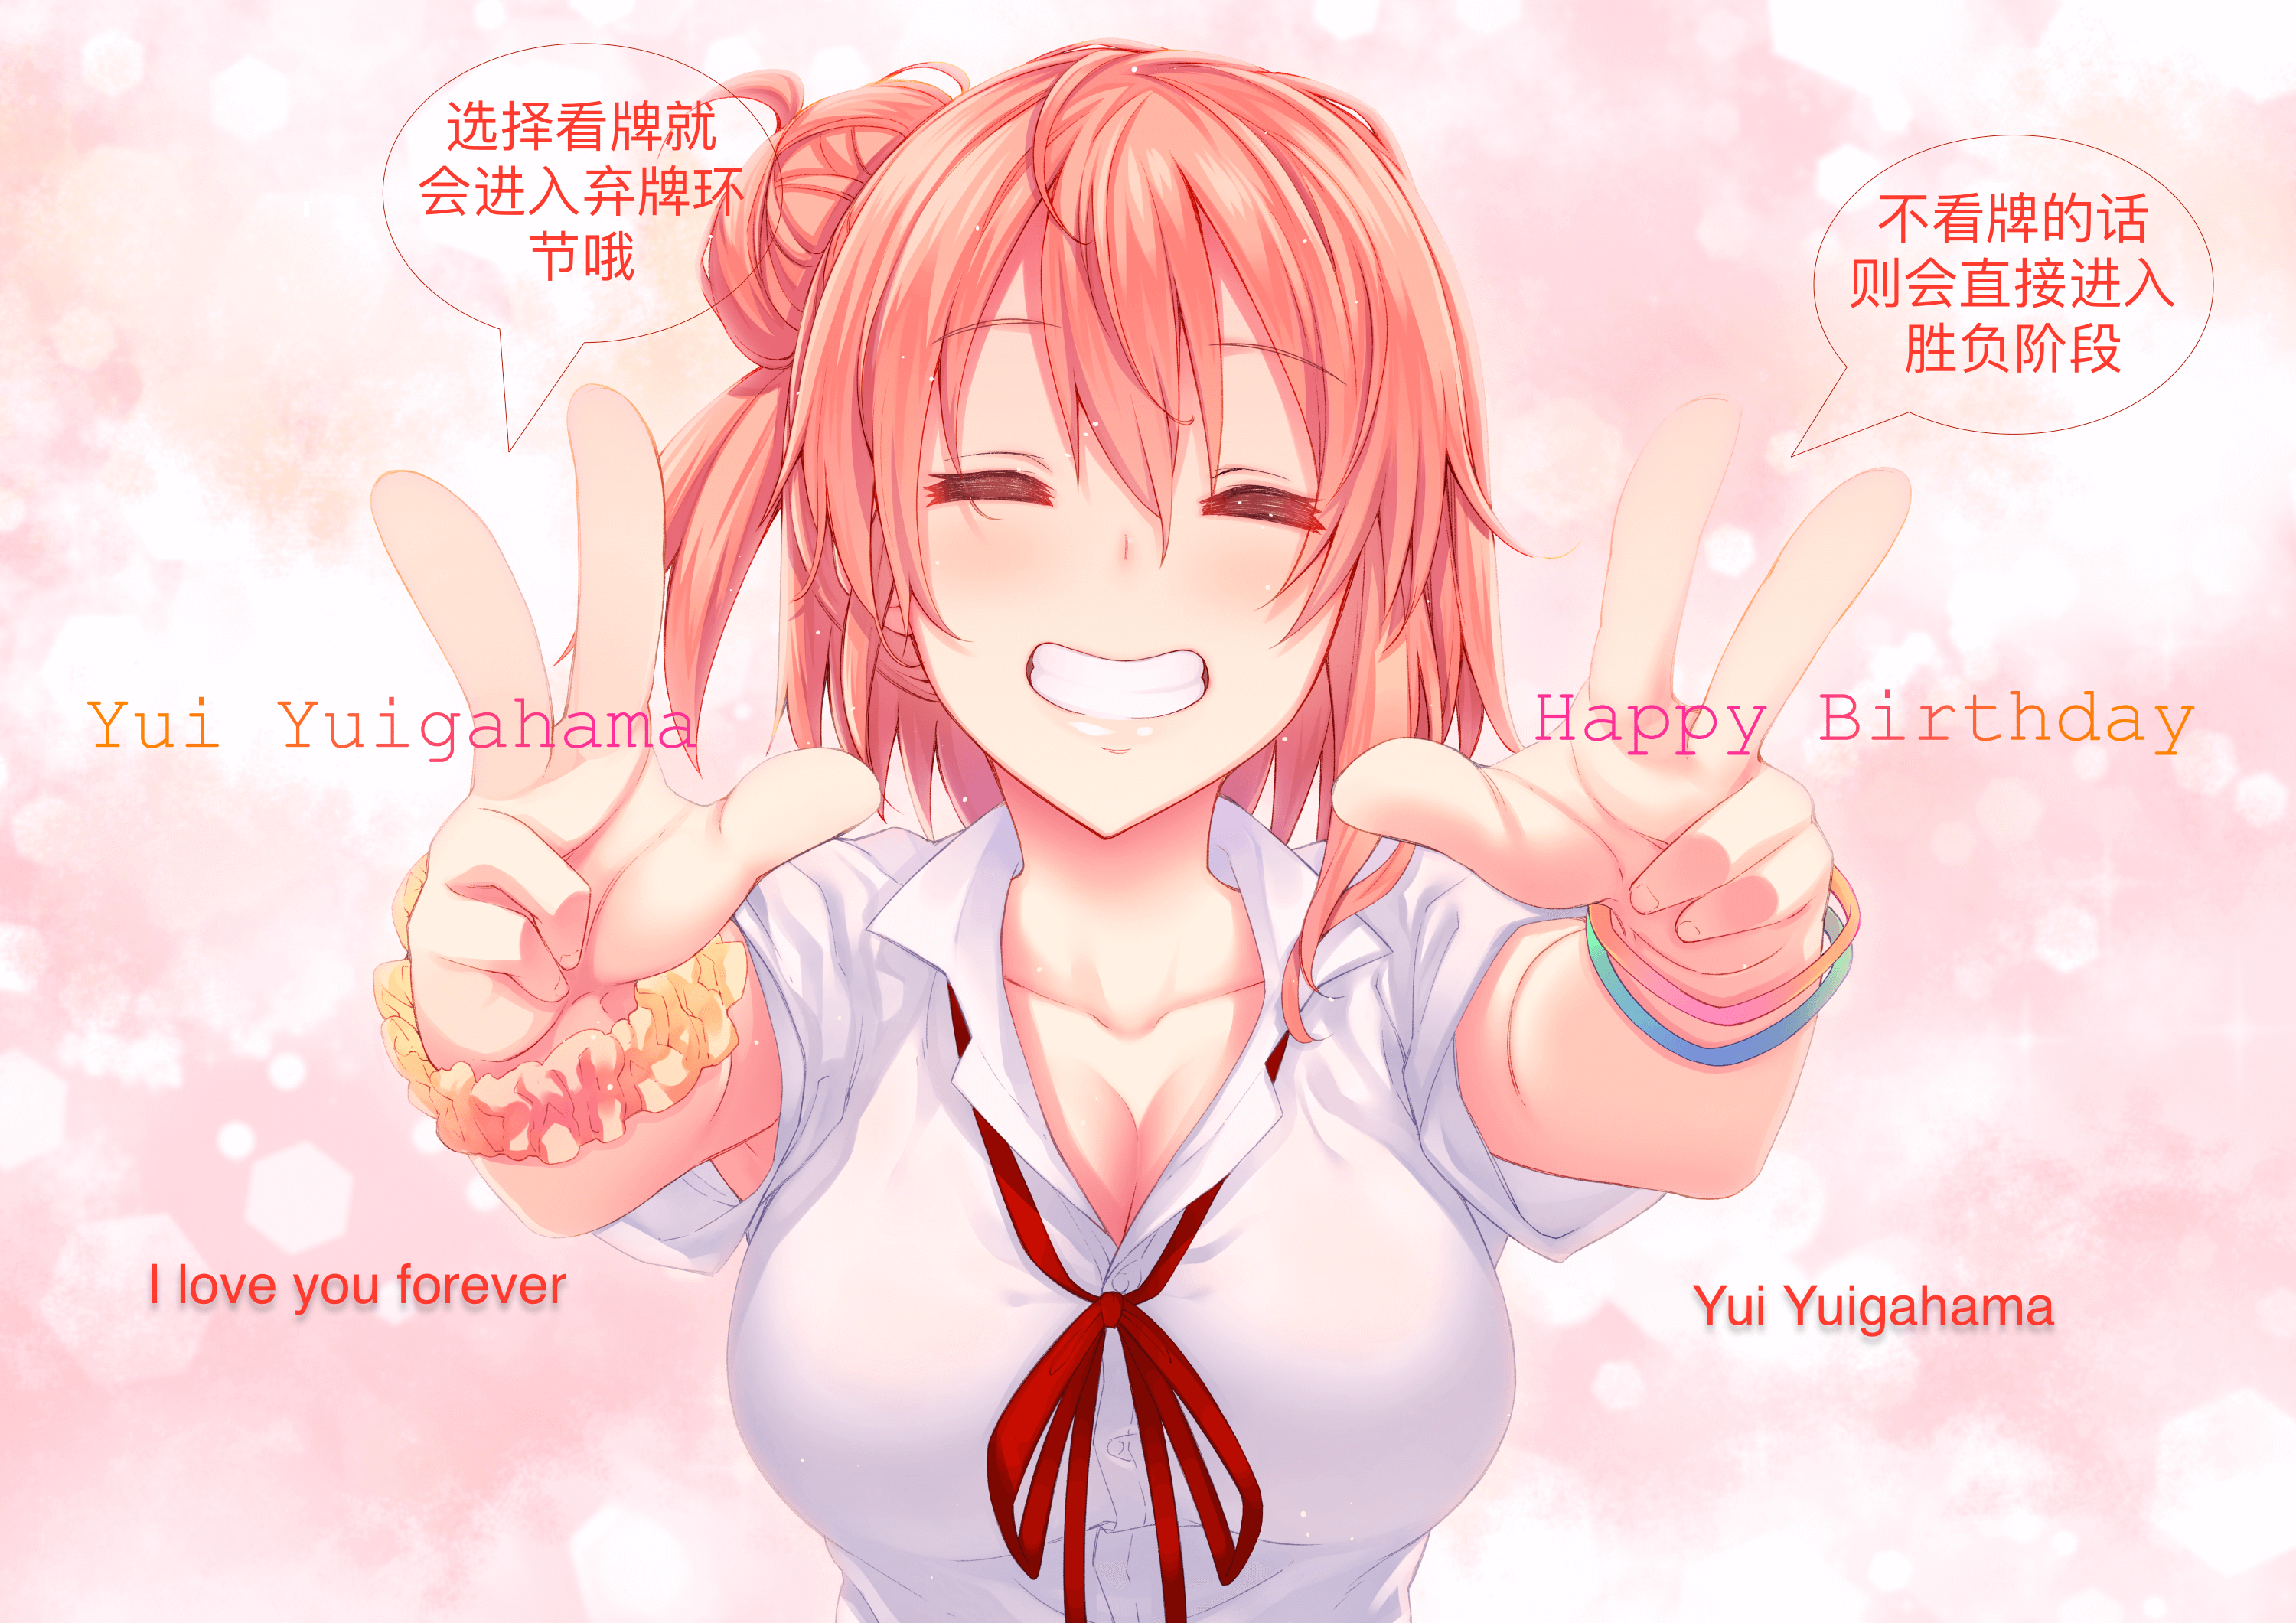 选择看牌就
会进入弃牌环
节哦
不看牌的话
则会直接进入
胜负阶段
Yui Yuigahama
Happy Birthday
I love you forever
Yui Yuigahama